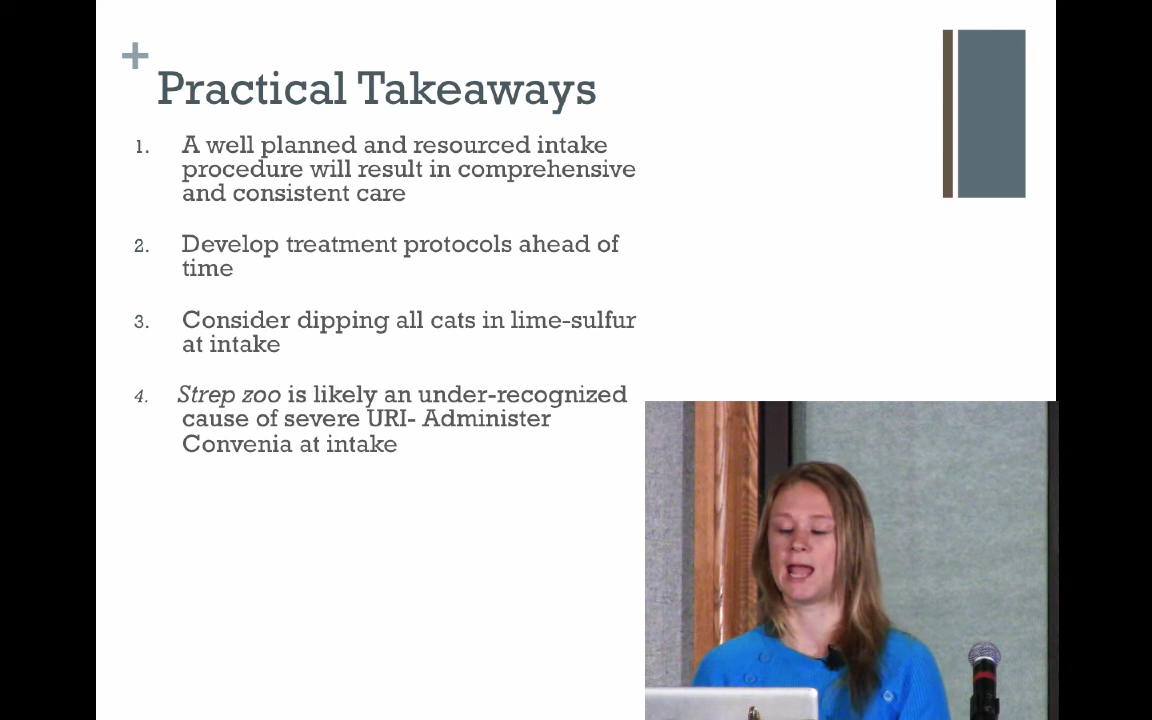 +
Practical Takeaways
1. A well planned and resourced intake
procedure will result in comprehensive
and consistent care
2. Develop treatment protocols ahead of
time
3. Consider dipping all cats in lime-sulfur
at intake
4. Strep zoo is likely an under-recognized
cause of severe URI- Administer
Convenia at intake